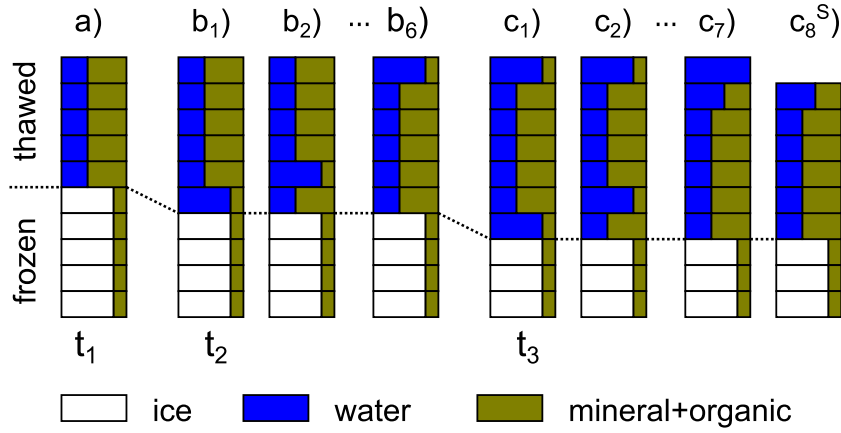 a) b₁) b₂) ... b₆) c₁) c₂) ... c₇) c₈ˢ)
thawed
frozen
t₁ t₂ t₃
ice water mineral+organic